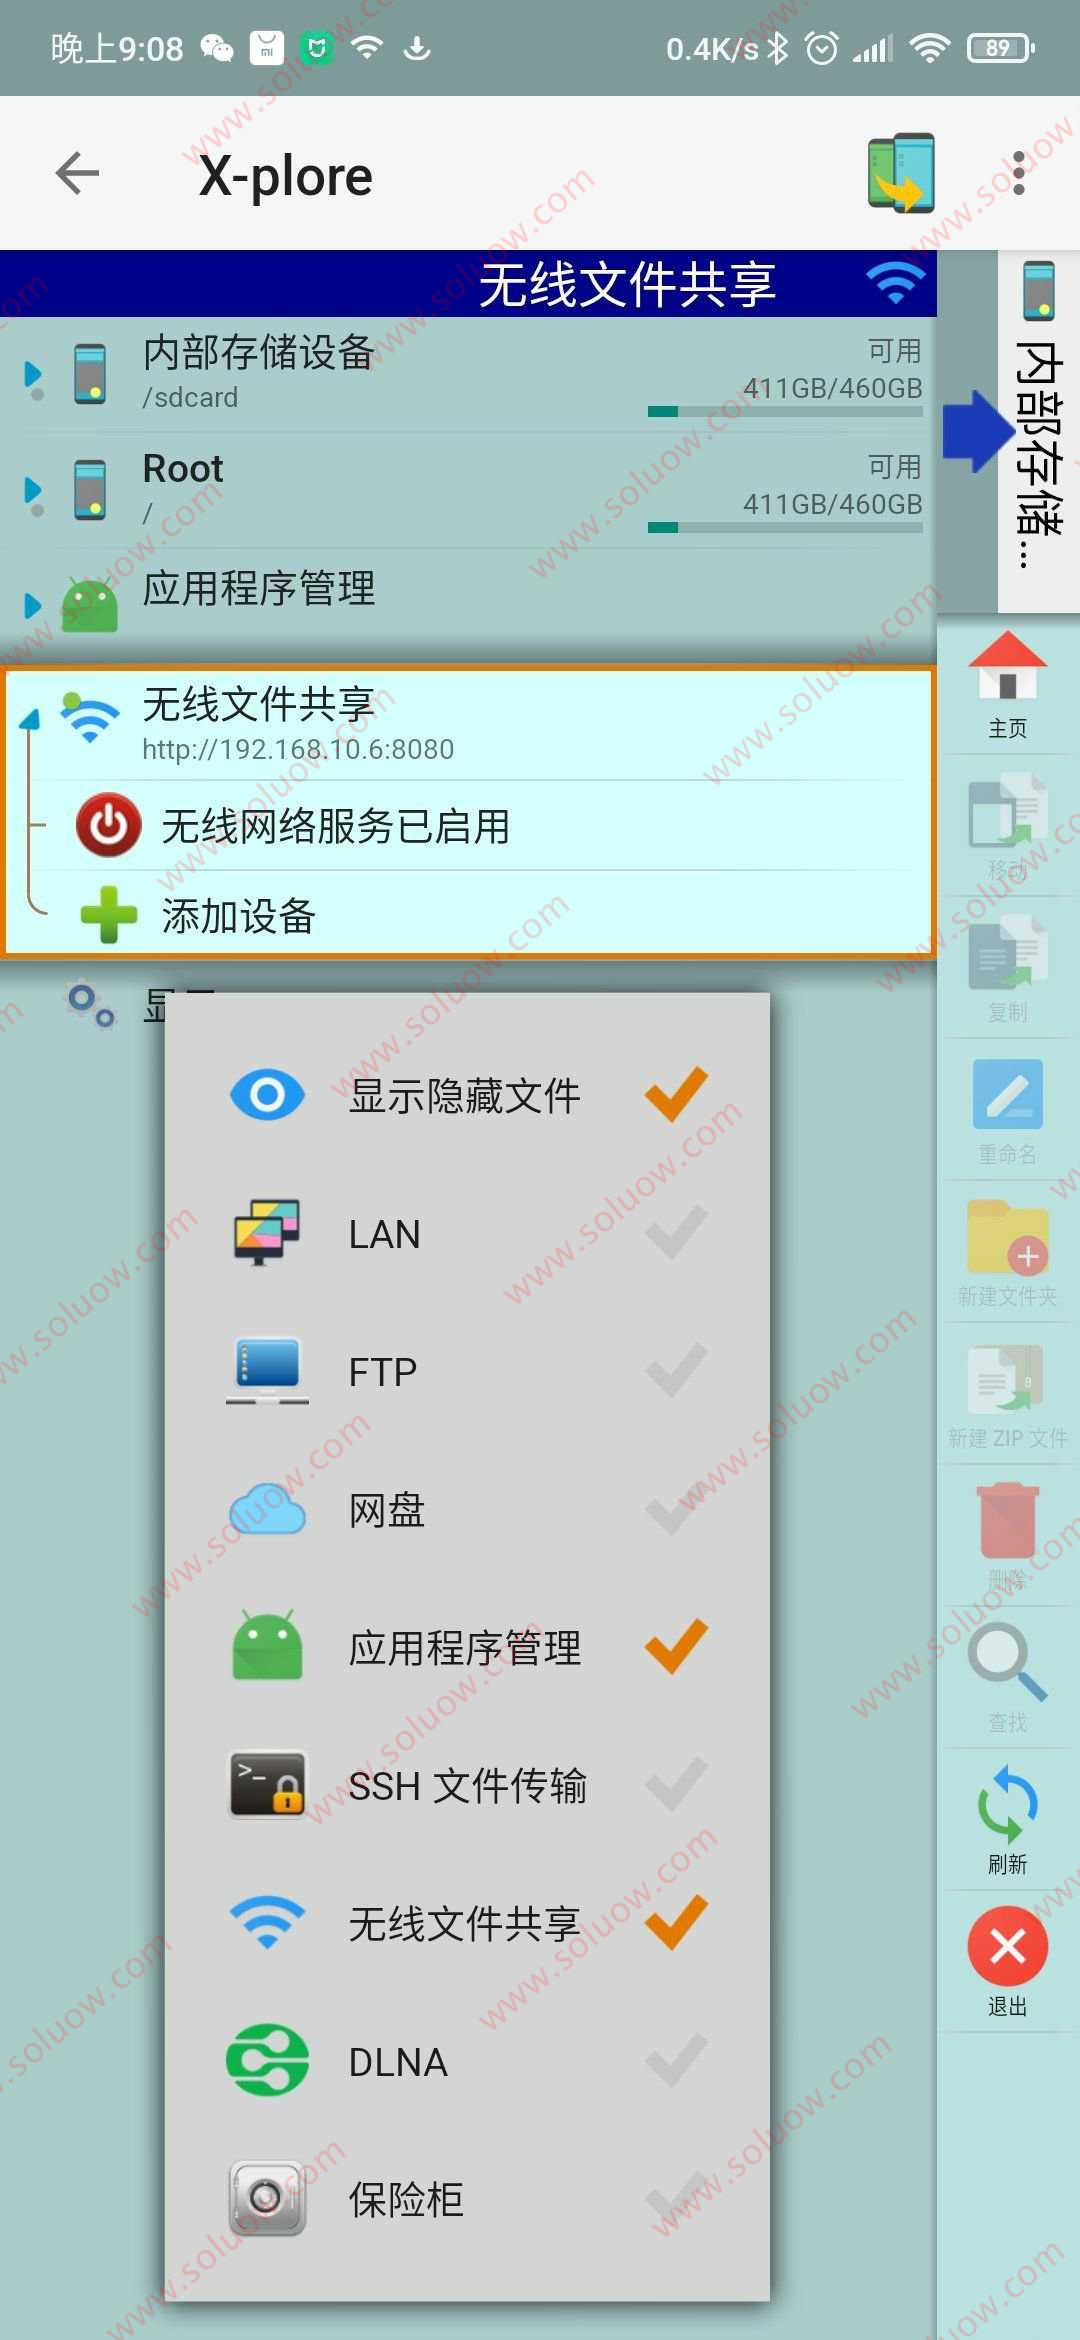 晚上9:08
0.4K/s
89
X-plore
无线文件共享
内部存储设备
/sdcard
可用
411GB/460GB
Root
/
可用
411GB/460GB
应用程序管理
无线文件共享
http://192.168.10.6:8080
无线网络服务已启用
添加设备
显示隐藏文件
LAN
FTP
网盘
应用程序管理
SSH 文件传输
无线文件共享
DLNA
保险柜
内部存储...
主页
移动
复制
重命名
新建文件夹
新建 ZIP 文件
删除
查找
刷新
退出
www.soluow.com